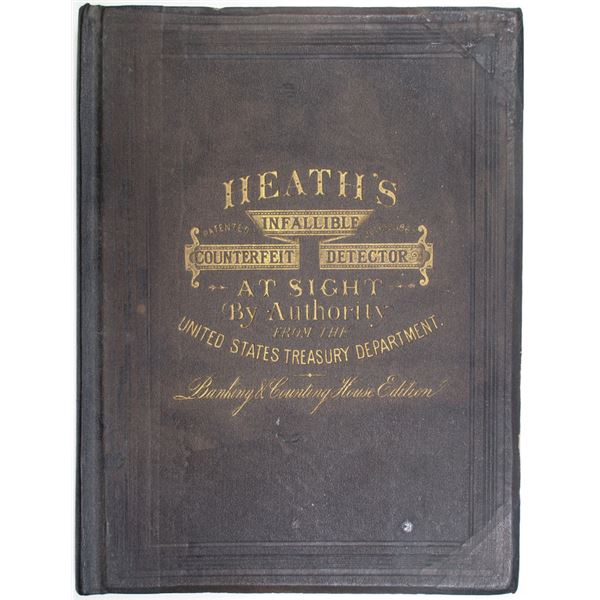 HEATH'S
PATENTED
INFALLIBLE
COUNTERFEIT DETECTOR
AT SIGHT
By Authority
FROM THE
UNITED STATES TREASURY DEPARTMENT.
Banking & Counting House Edition